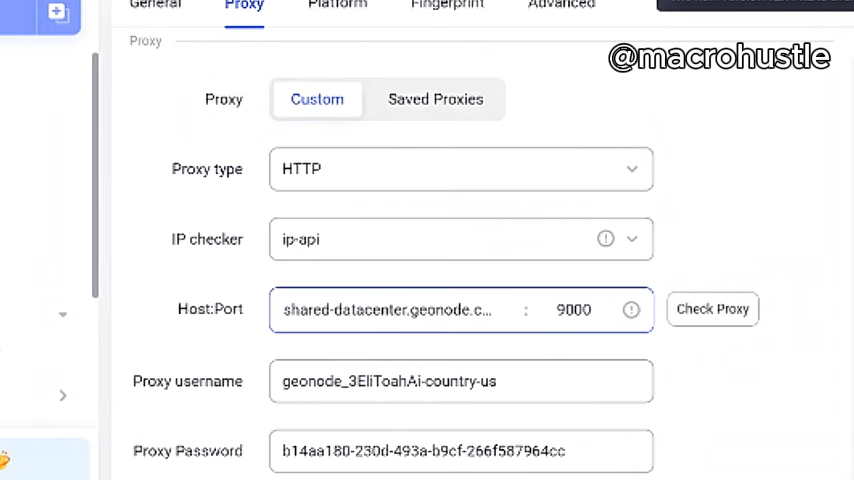 General Proxy Platform Fingerprint Advanced
Proxy
@macrohustle
Proxy Custom Saved Proxies
Proxy type HTTP
IP checker ip-api
Host:Port shared-datacenter.geonode.c... : 9000 Check Proxy
Proxy username geonode_3EliToahAi-country-us
Proxy Password b14aa180-230d-493a-b9cf-266f587964cc